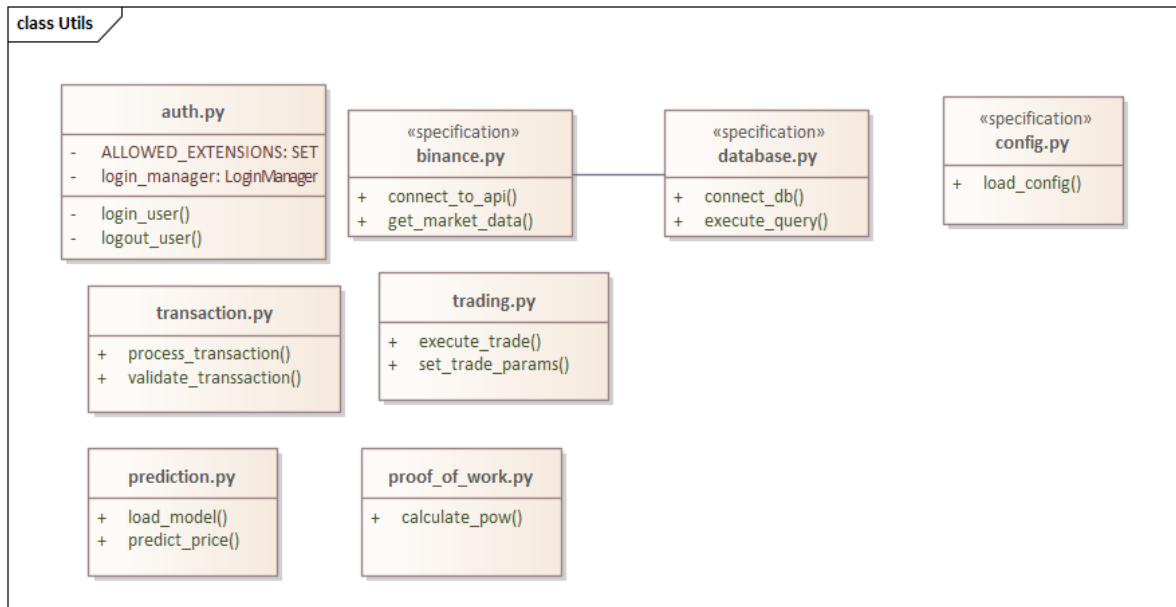 class Utils
auth.py
- ALLOWED_EXTENSIONS: SET
- login_manager: LoginManager
- login_user()
- logout_user()
«specification»
binance.py
+ connect_to_api()
+ get_market_data()
«specification»
database.py
+ connect_db()
+ execute_query()
«specification»
config.py
+ load_config()
transaction.py
+ process_transaction()
+ validate_transsaction()
trading.py
+ execute_trade()
+ set_trade_params()
prediction.py
+ load_model()
+ predict_price()
proof_of_work.py
+ calculate_pow()